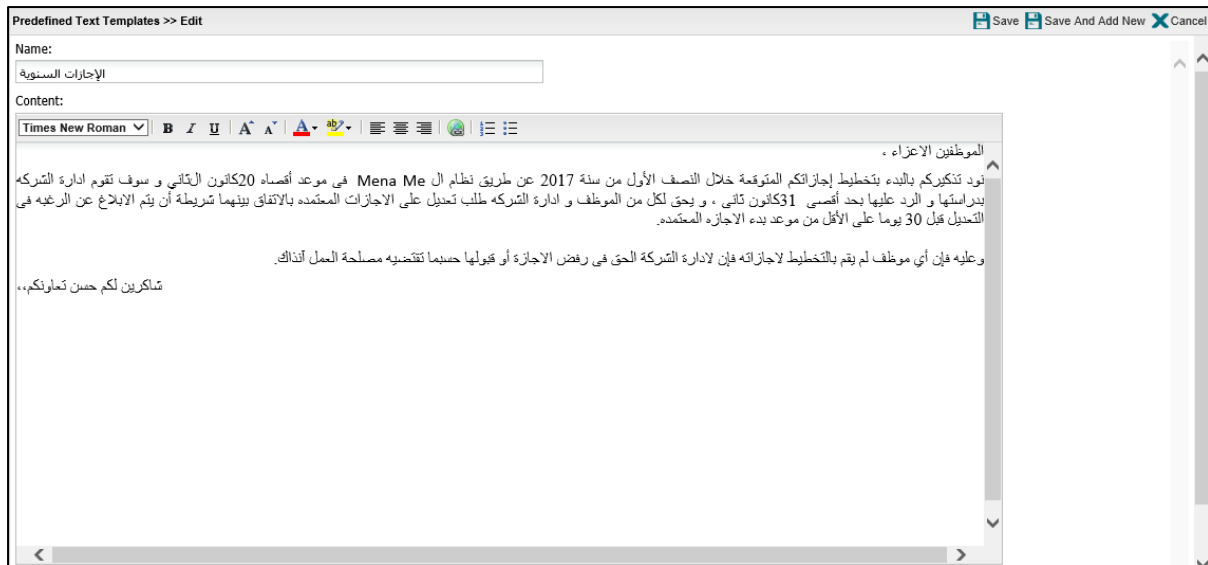 Predefined Text Templates >> Edit
Save Save And Add New Cancel
Name:
الإجازات السنوية
Content:
Times New Roman B I U A A A ab
الموظفين الاعزاء ،
نود تذكيركم بالبدء بتخطيط إجازاتكم المتوقعة خلال النصف الأول من سنة 2017 عن طريق نظام ال Mena Me في موعد أقصاه 20كانون الثاني و سوف تقوم ادارة الشركه
بدراستها و الرد عليها بحد أقصى 31كانون ثاني ، و يحق لكل من الموظف و ادارة الشركه طلب تعديل على الاجازات المعتمده بالاتفاق بينهما شريطة أن يتم الابلاغ عن الرغبه في
التعديل قبل 30 يوما على الأقل من موعد بدء الاجازه المعتمده.
وعليه فإن أي موظف لم يقم بالتخطيط لاجازاته فإن لادارة الشركة الحق في رفض الاجازة أو قبولها حسبما تقتضيه مصلحة العمل آنذاك.
شاكرين لكم حسن تعاونكم،،